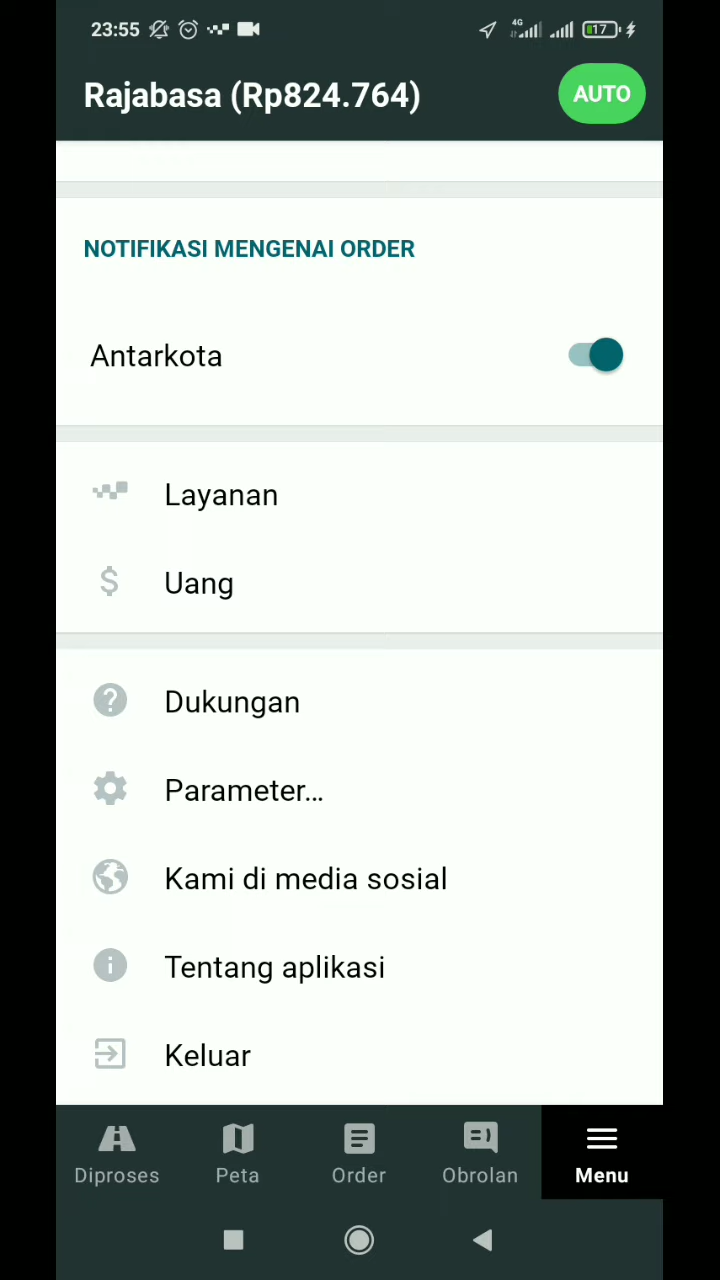 23:55
4G
17
Rajabasa (Rp824.764)
AUTO
NOTIFIKASI MENGENAI ORDER
Antarkota
Layanan
Uang
Dukungan
Parameter...
Kami di media sosial
Tentang aplikasi
Keluar
Diproses
Peta
Order
Obrolan
Menu